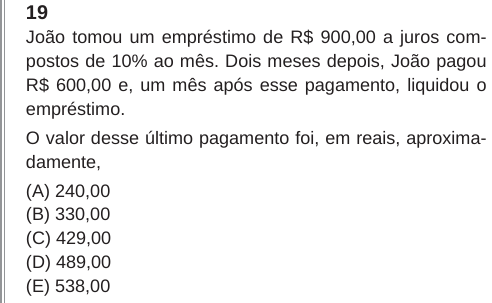 19
João tomou um empréstimo de R$ 900,00 a juros com-
postos de 10% ao mês. Dois meses depois, João pagou
R$ 600,00 e, um mês após esse pagamento, liquidou o
empréstimo.
O valor desse último pagamento foi, em reais, aproxima-
damente,
(A) 240,00
(B) 330,00
(C) 429,00
(D) 489,00
(E) 538,00